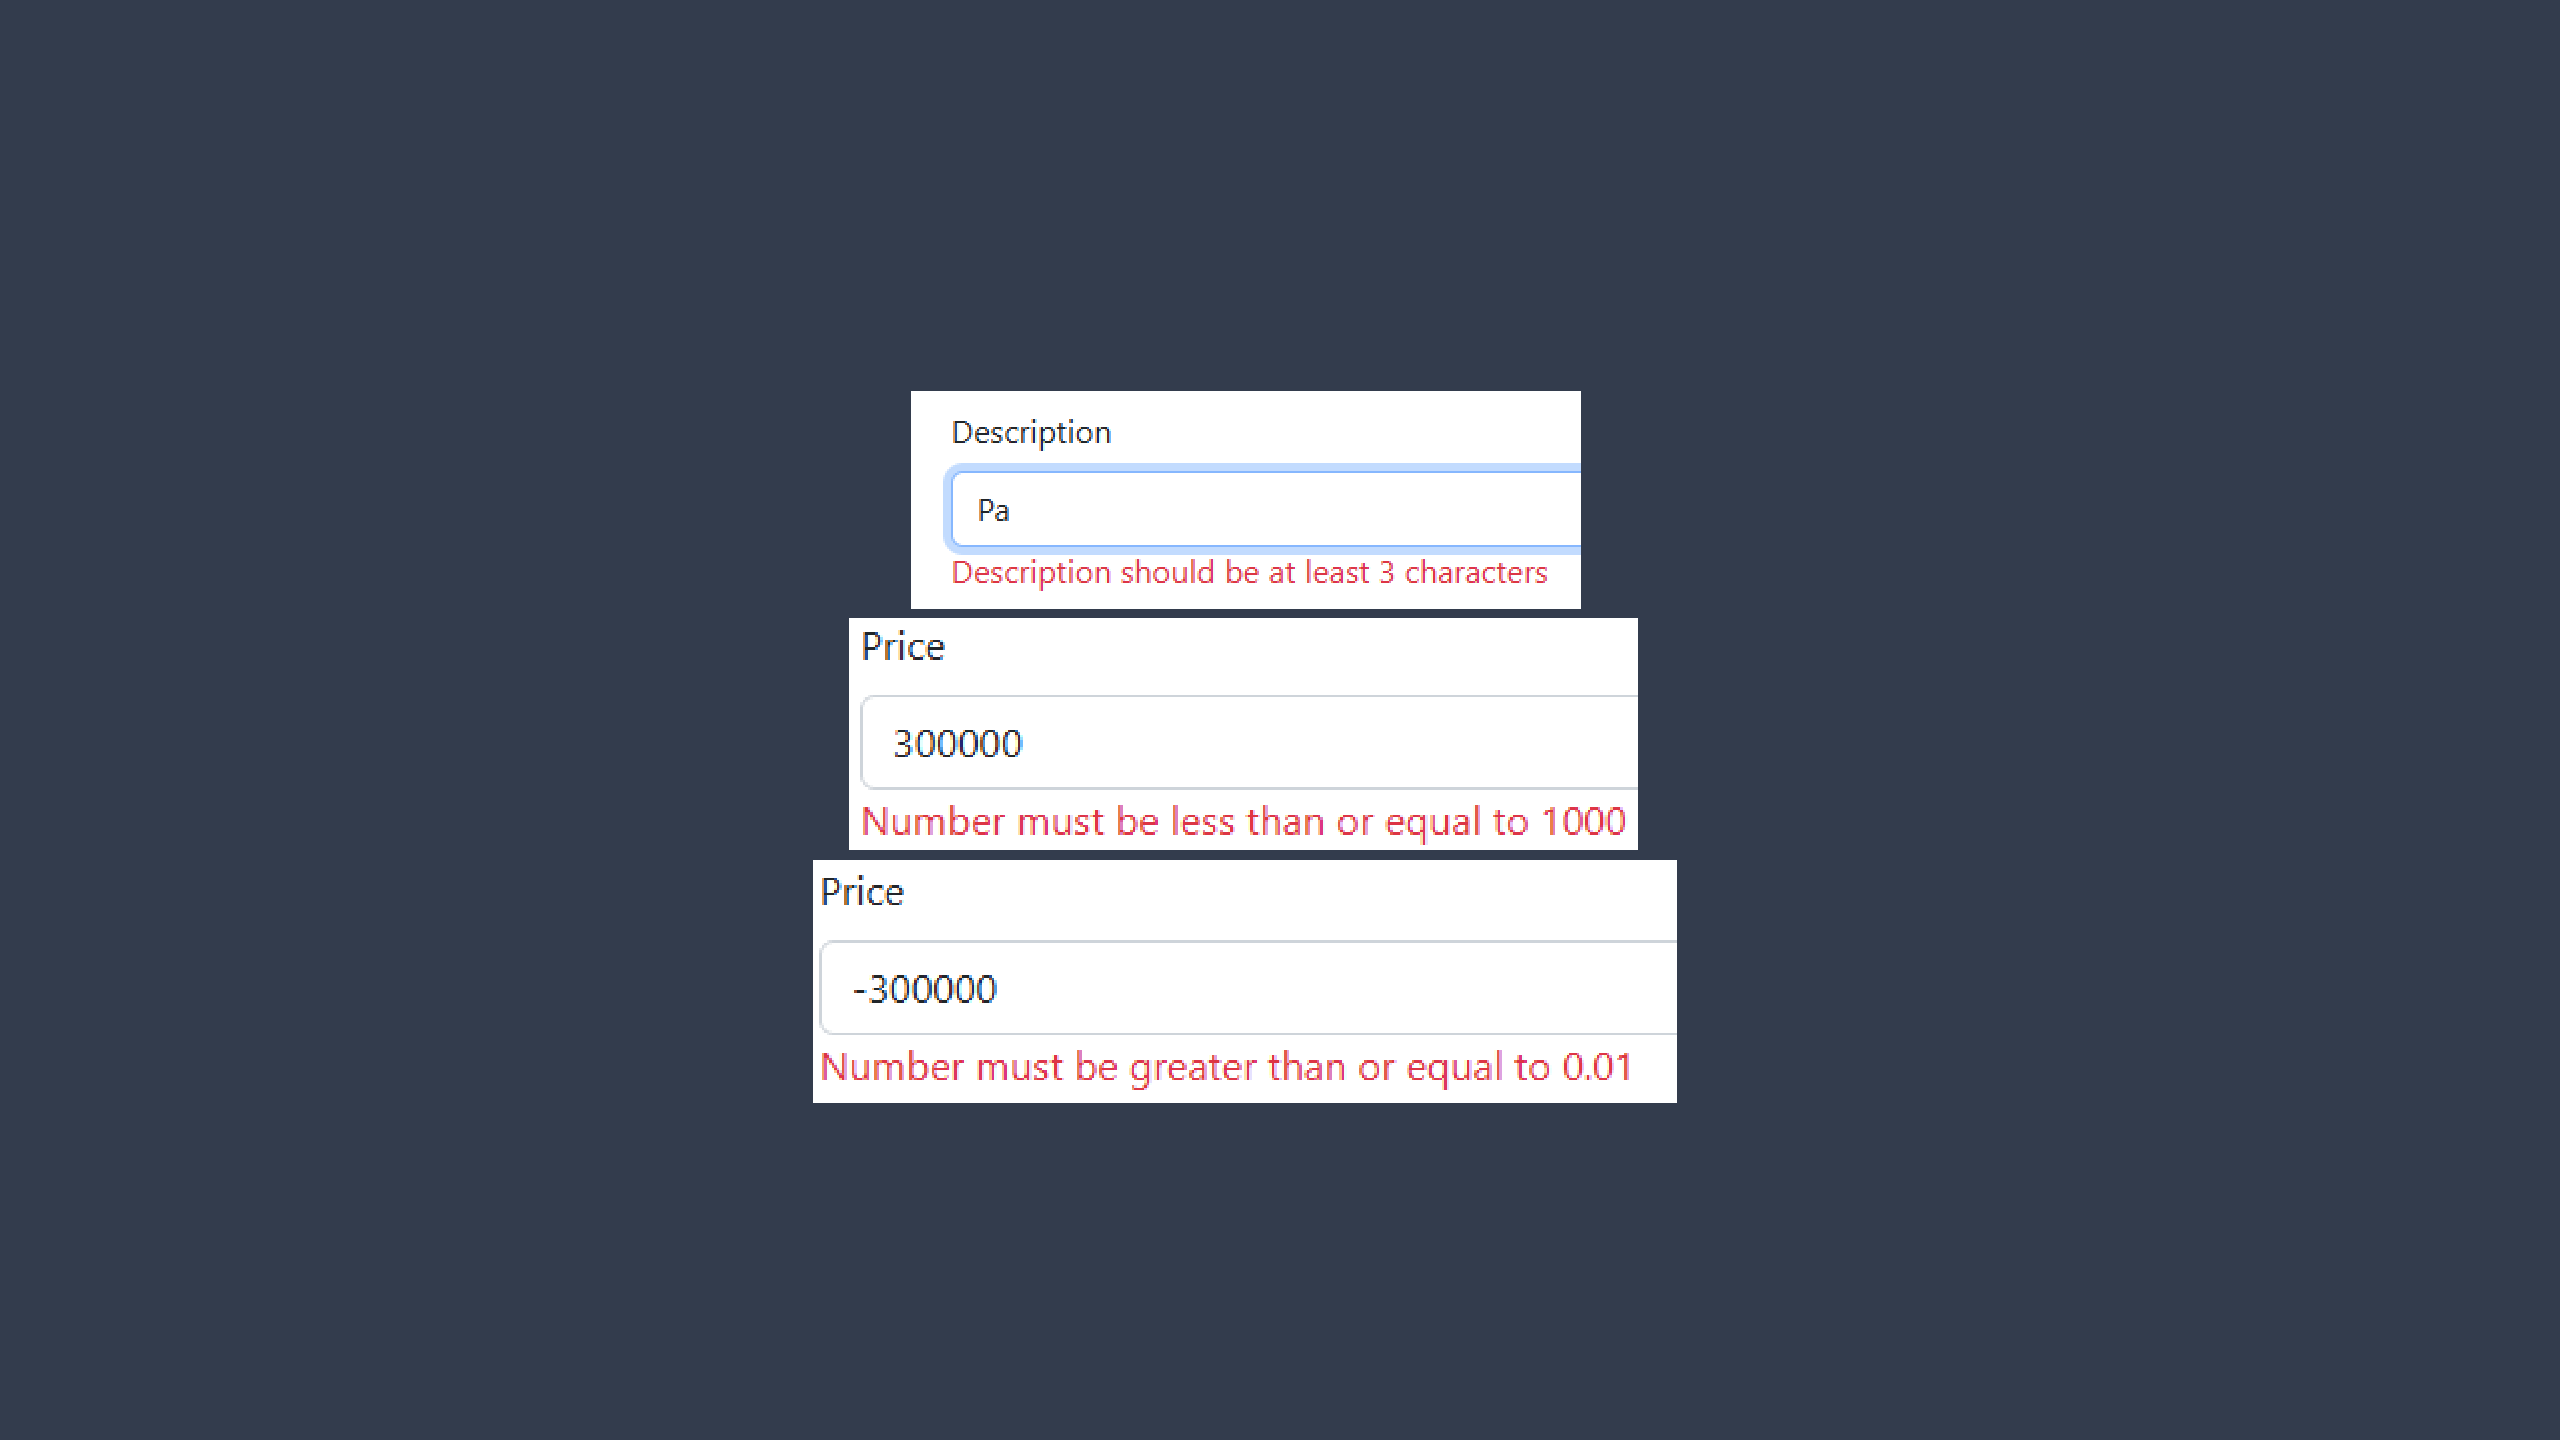 Description
Pa
Description should be at least 3 characters
Price
300000
Number must be less than or equal to 1000
Price
-300000
Number must be greater than or equal to 0.01